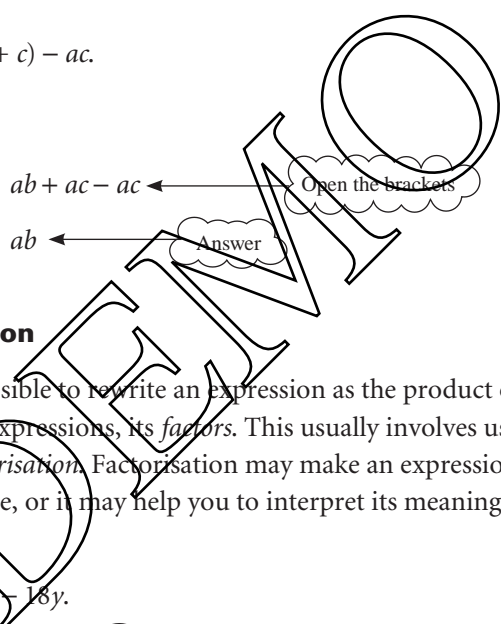 + c) – ac.
ab + ac – ac Open the brackets
ab Answer
on
sible to rewrite an expression as the product
xpressions, its factors. This usually involves us
risation. Factorisation may make an expressio
e, or it may help you to interpret its meaning
– 18y.
DEMO